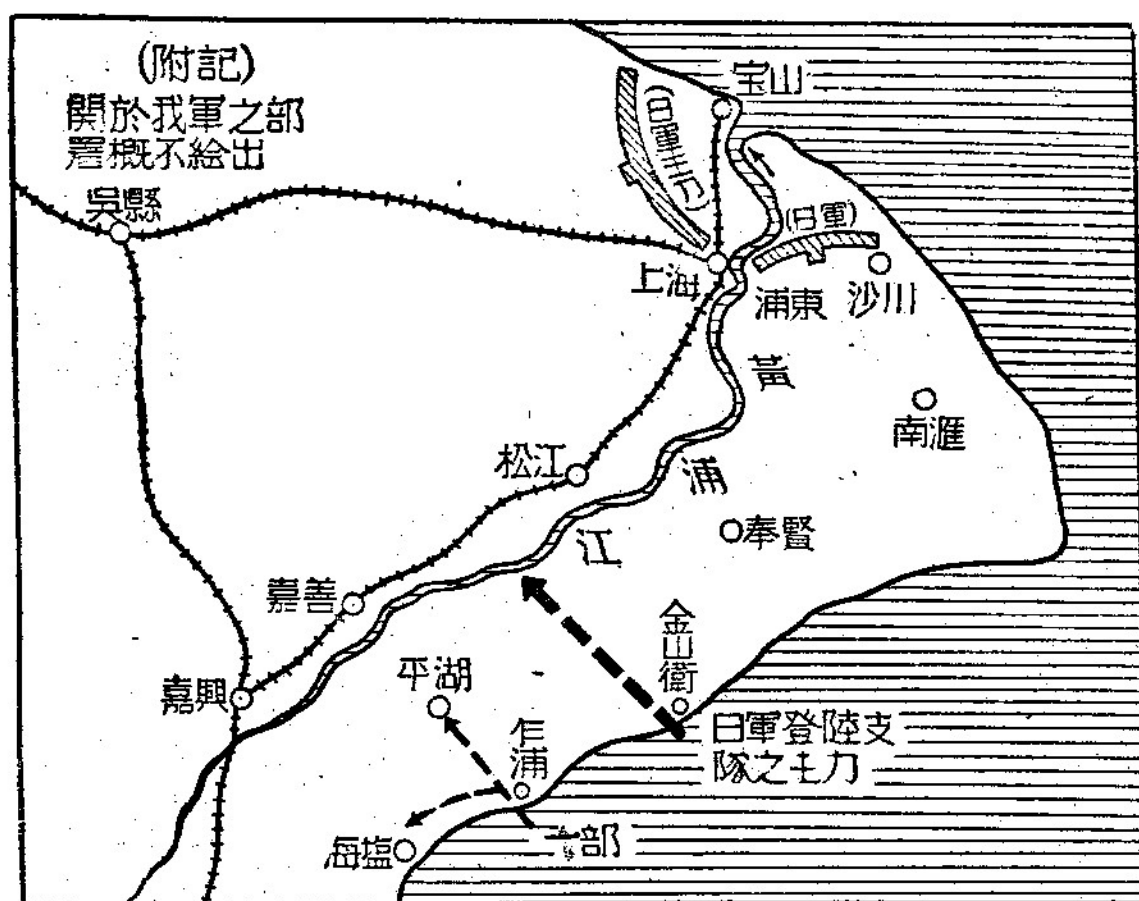 (附記)
関於我軍之部
署概不絵出
宝山
(日軍主力)
吳縣
(日軍)
上海
浦東
沙川
黃浦江
南滙
松江
奉賢
嘉善
金山衛
平湖
嘉興
乍浦
日軍登陸支
隊之主力
一部
海塩